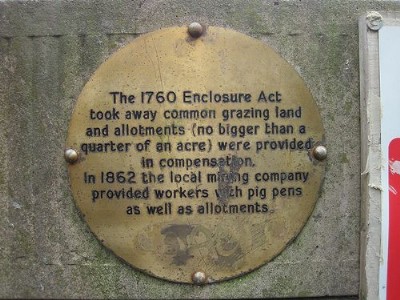 The 1760 Enclosure Act
took away common grazing land
and allotments (no bigger than a
quarter of an acre) were provided
in compensation.
In 1862 the local mining company
provided workers with pig pens
as well as allotments